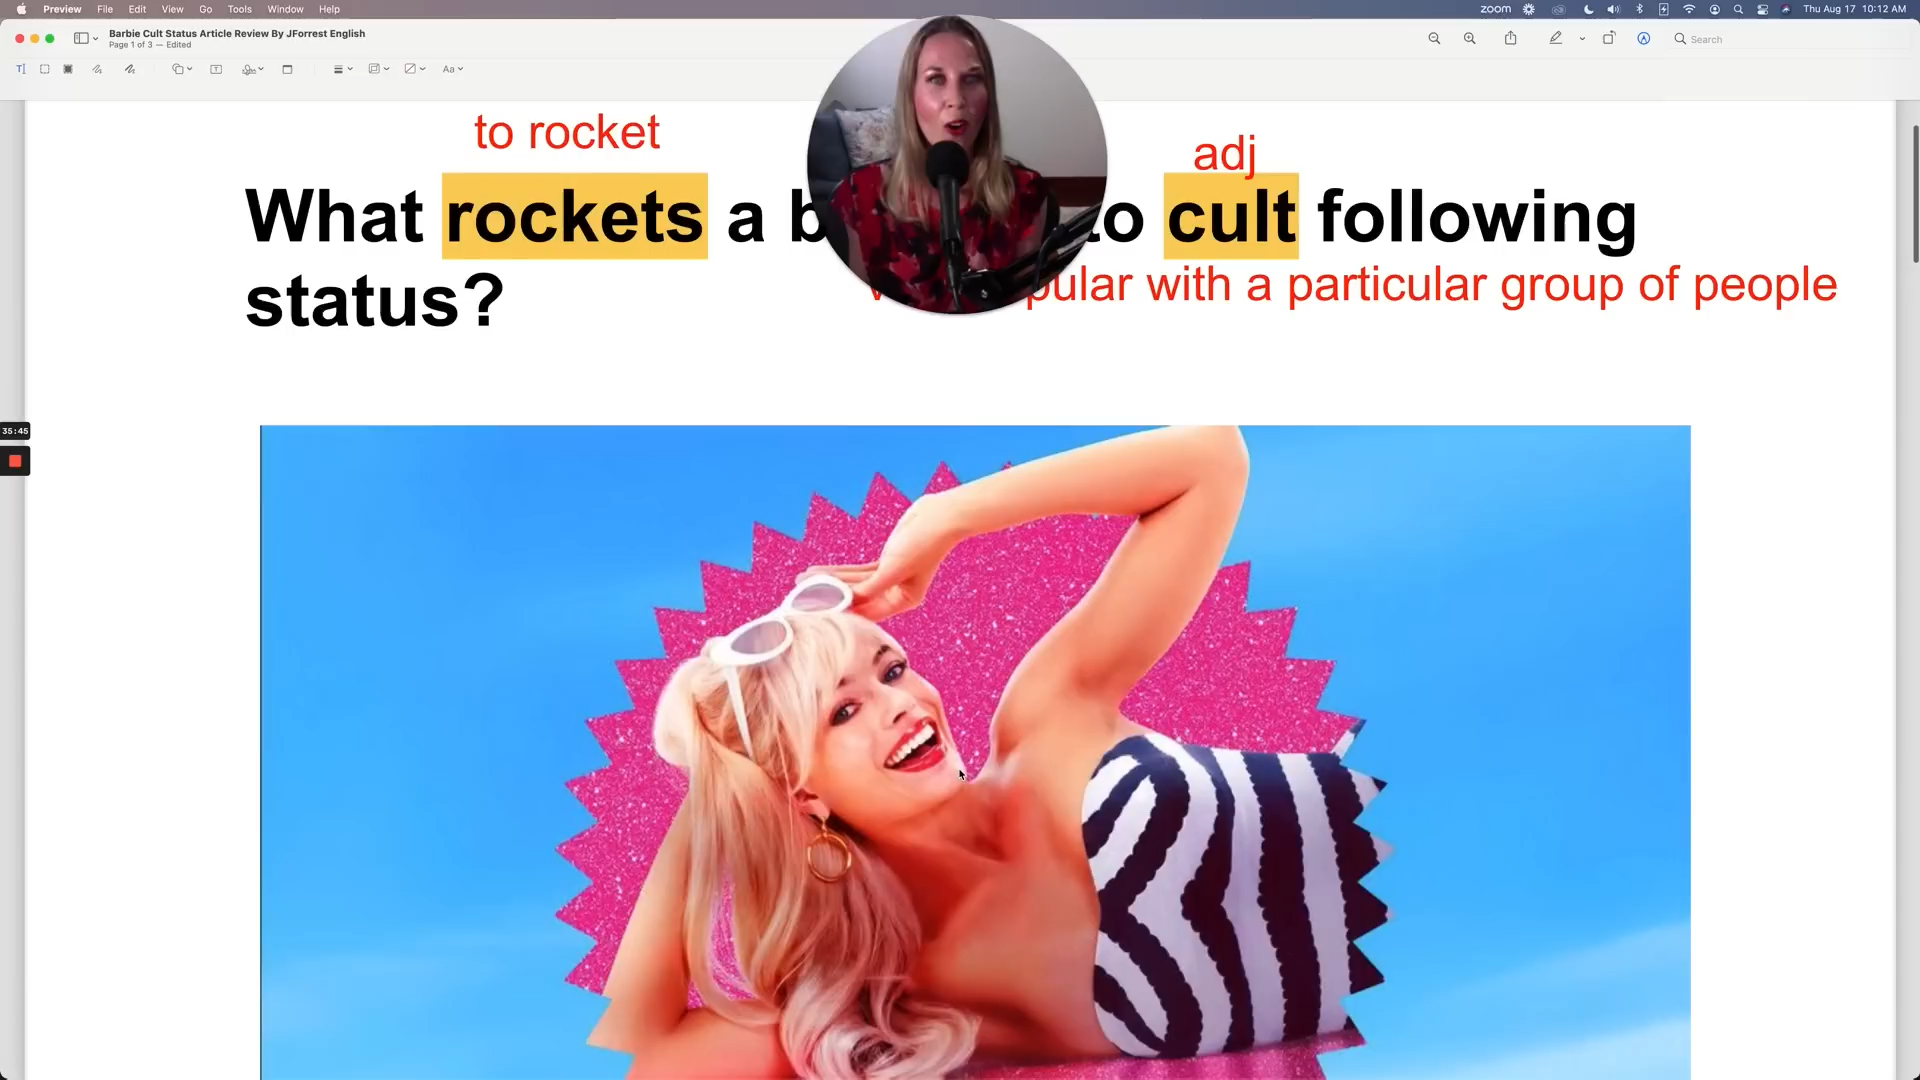 Preview File Edit View Go Tools Window Help
zoom Thu Aug 17 10:12 AM
Barbie Cult Status Article Review By JForrest English
Page 1 of 3 — Edited
Search
Aa
to rocket
adj
What rockets a b to cult following
pular with a particular group of people
status?
35:45